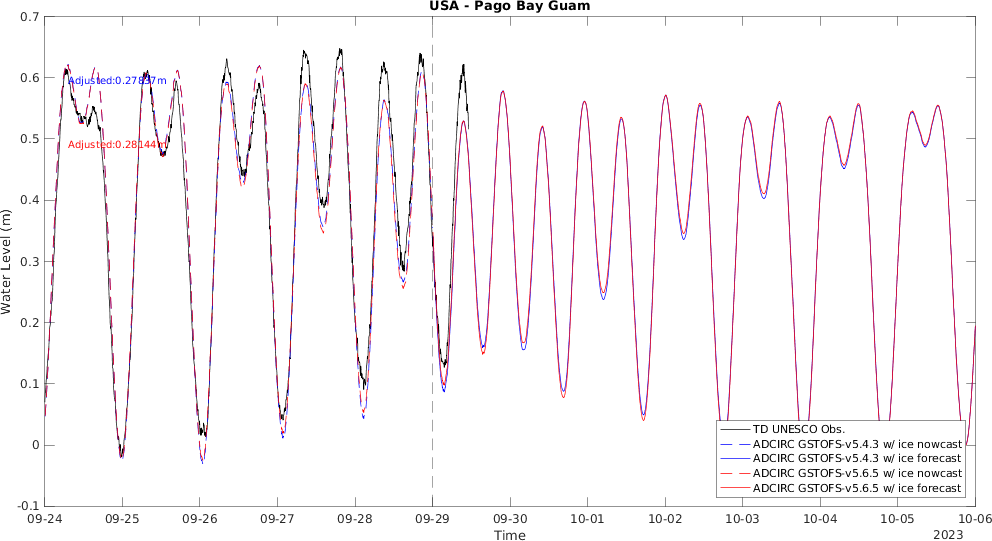 USA - Pago Bay Guam
0.7
0.6
0.5
0.4
0.3
0.2
0.1
0
-0.1
Water Level (m)
Adjusted:0.27837m
Adjusted:0.28144m
TD UNESCO Obs.
ADCIRC GSTOFS-v5.4.3 w/ ice nowcast
ADCIRC GSTOFS-v5.4.3 w/ ice forecast
ADCIRC GSTOFS-v5.6.5 w/ ice nowcast
ADCIRC GSTOFS-v5.6.5 w/ ice forecast
09-24 09-25 09-26 09-27 09-28 09-29 09-30 10-01 10-02 10-03 10-04 10-05 10-06
Time
2023